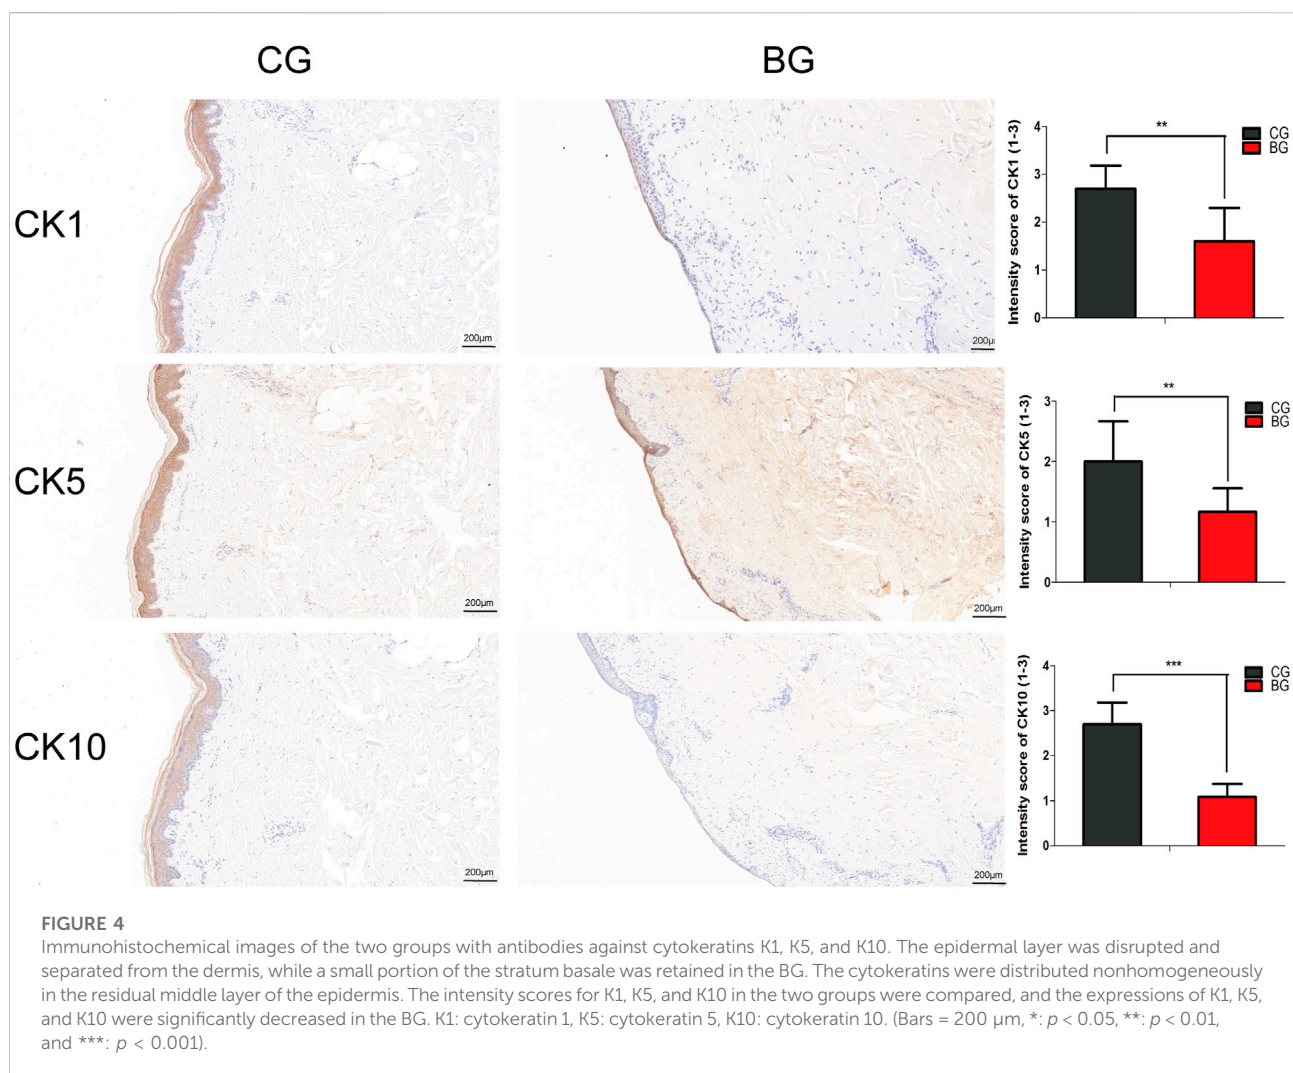 CG
BG
CK1
200µm
200µm
Intensity score of CK1 (1-3)
4
3
2
1
0
**
CG
BG
CK5
200µm
200µm
Intensity score of CK5 (1-3)
3
2
1
0
**
CG
BG
CK10
200µm
200µm
Intensity score of CK10 (1-3)
4
3
2
1
0
***
CG
BG
FIGURE 4
Immunohistochemical images of the two groups with antibodies against cytokeratins K1, K5, and K10. The epidermal layer was disrupted and
separated from the dermis, while a small portion of the stratum basale was retained in the BG. The cytokeratins were distributed nonhomogeneously
in the residual middle layer of the epidermis. The intensity scores for K1, K5, and K10 in the two groups were compared, and the expressions of K1, K5,
and K10 were significantly decreased in the BG. K1: cytokeratin 1, K5: cytokeratin 5, K10: cytokeratin 10. (Bars = 200 µm, *: p < 0.05, **: p < 0.01,
and ***: p < 0.001).